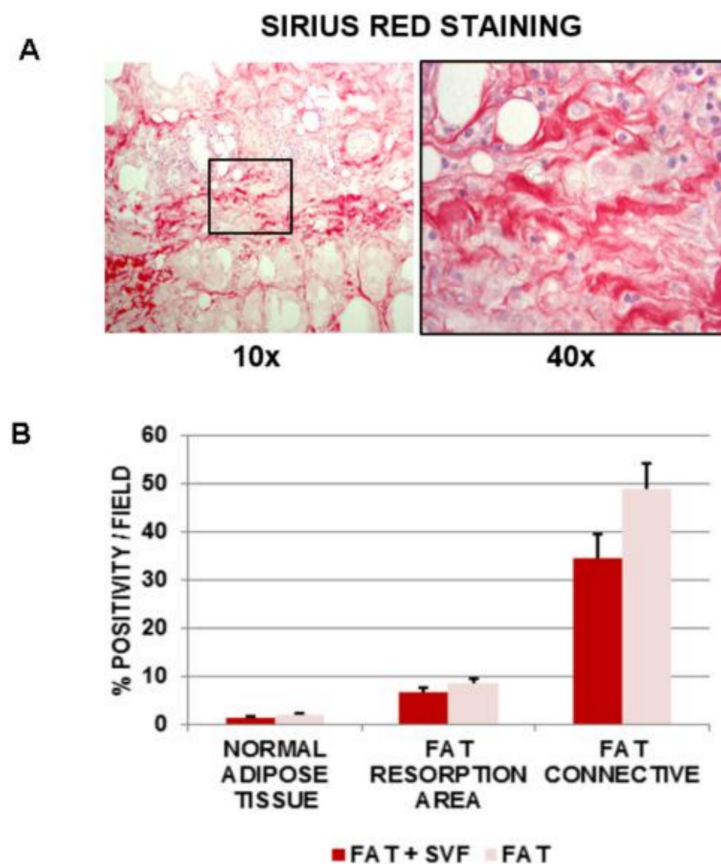 SIRIUS RED STAINING
A
10x
40x
B
% POSITIVITY / FIELD
60
50
40
30
20
10
0
NORMAL
ADIPOSE
TISSUE
FAT
RESORPTION
AREA
FAT
CONNECTIVE
FAT + SVF
FAT